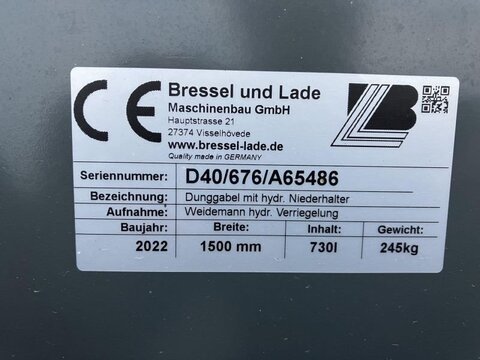 CE
Bressel und Lade
Maschinenbau GmbH
Hauptstrasse 21
27374 Visselhövede
www.bressel-lade.de
Quality made in GERMANY
LB
Seriennummer: D40/676/A65486
Bezeichnung: Dunggabel mit hydr. Niederhalter
Aufnahme: Weidemann hydr. Verriegelung
Baujahr: Breite: Inhalt: Gewicht:
2022 1500 mm 730l 245kg